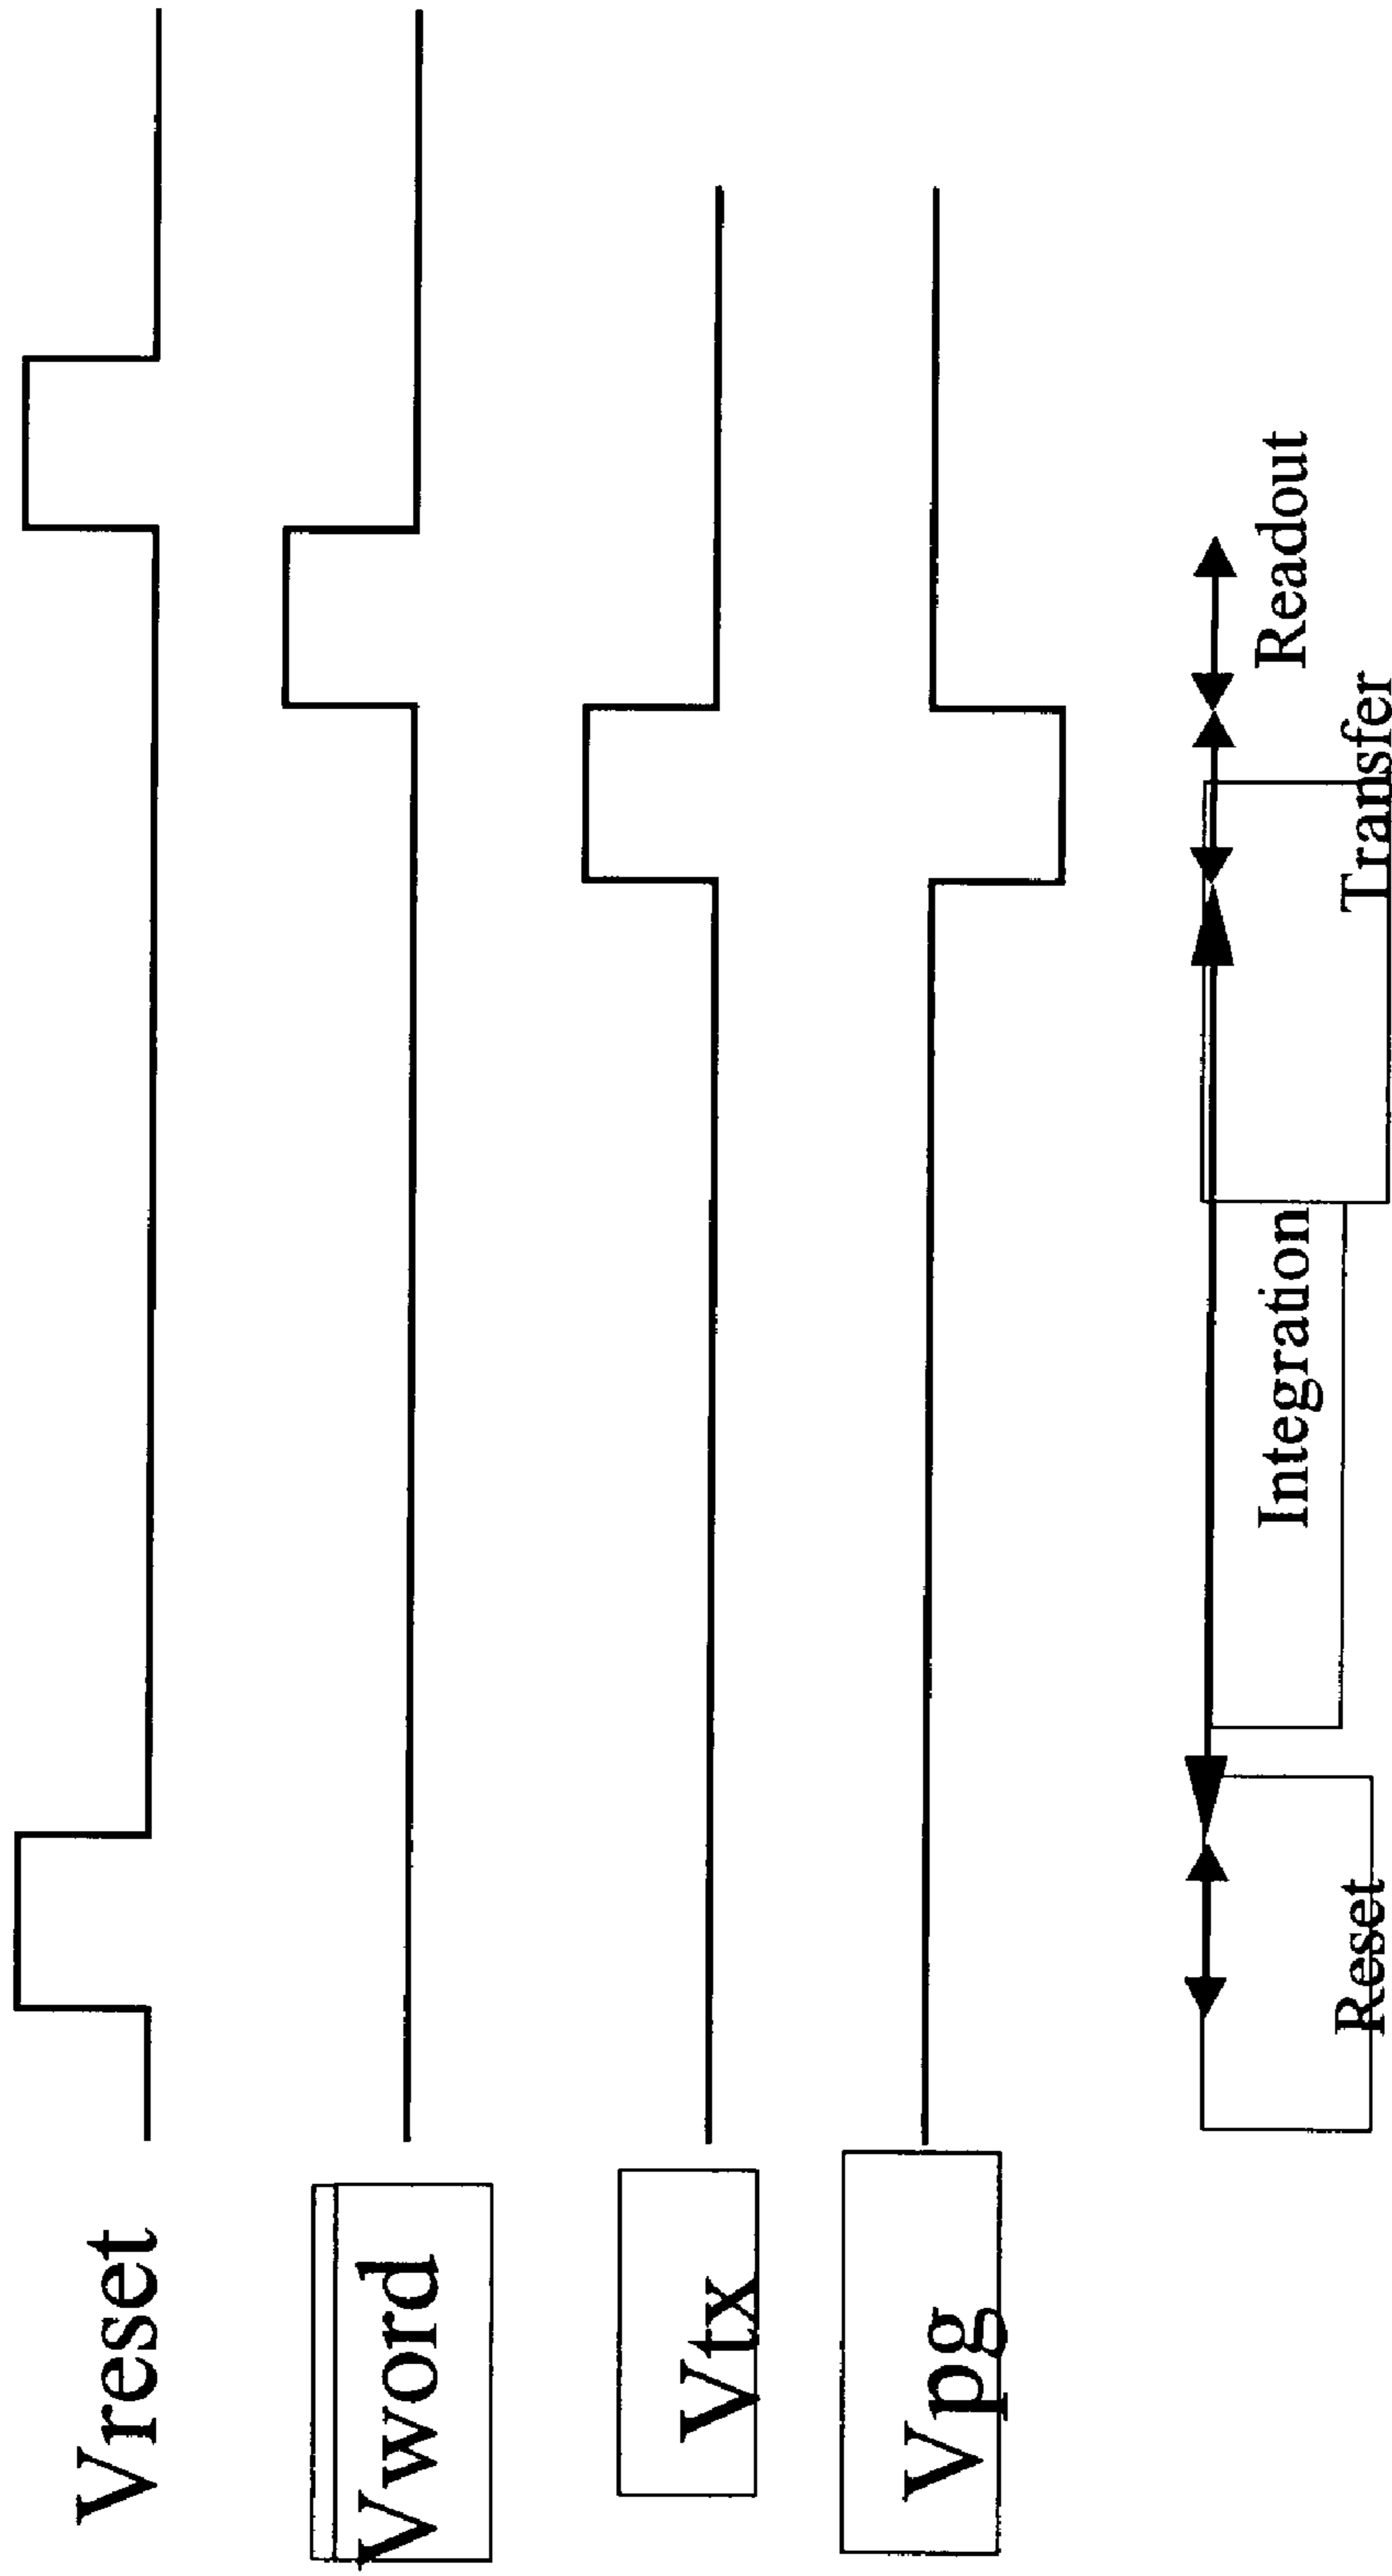 Vreset
Vword
Vtx
Vpg
Reset
Integration
Transfer
Readout